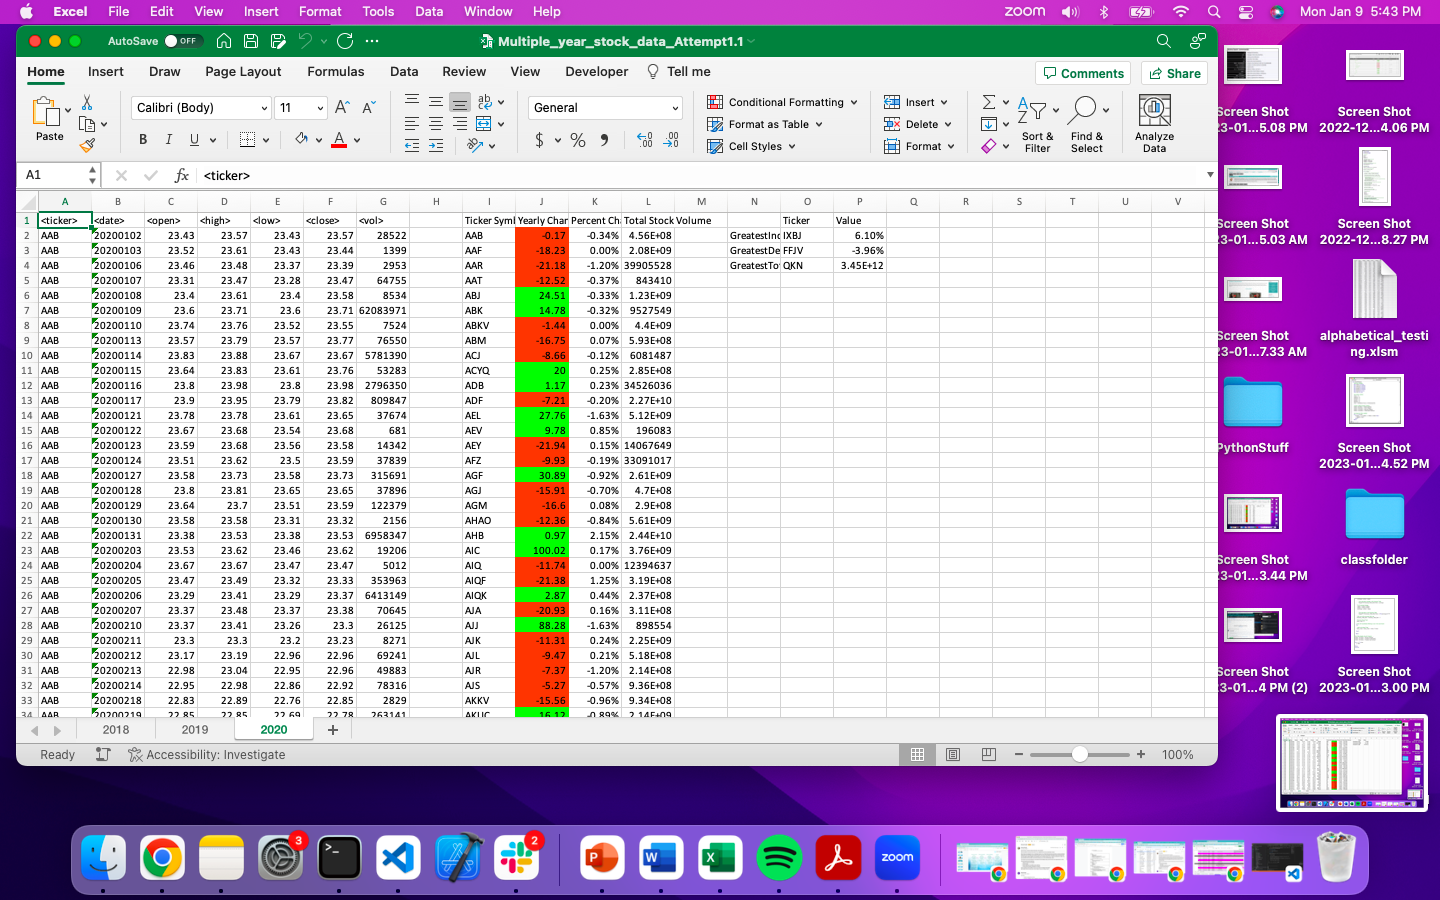 Excel File Edit View Insert Format Tools Data Window Help zoom Mon Jan 9 5:43 PM
AutoSave OFF Multiple_year_stock_data_Attempt1.1
Home Insert Draw Page Layout Formulas Data Review View Developer Tell me Comments Share
Paste
Calibri (Body) 11
B I U
ab
General
$ % ,
Conditional Formatting
Format as Table
Cell Styles
Insert
Delete
Format
Sort & Filter
Find & Select
Analyze Data
A1 fx <ticker>
A B C D E F G H I J K L M N O P Q R S T U V
1 <ticker> <date> <open> <high> <low> <close> <vol> Ticker Syml Yearly Char Percent Ch Total Stock Volume Ticker Value
2 AAB 20200102 23.43 23.57 23.43 23.57 28522 AAB -0.17 -0.34% 4.56E+08 GreatestInc IXBJ 6.10%
3 AAB 20200103 23.52 23.61 23.43 23.44 1399 AAF -18.23 0.00% 2.08E+09 GreatestDe FFJV -3.96%
4 AAB 20200106 23.46 23.48 23.37 23.39 2953 AAR -21.18 -1.20% 39905528 GreatestTo QKN 3.45E+12
5 AAB 20200107 23.31 23.47 23.28 23.47 64755 AAT -12.52 -0.37% 843410
6 AAB 20200108 23.4 23.61 23.4 23.58 8534 ABJ 24.51 -0.33% 1.23E+09
7 AAB 20200109 23.6 23.71 23.6 23.71 62083971 ABK 14.78 -0.32% 9527549
8 AAB 20200110 23.74 23.76 23.52 23.55 7524 ABKV -1.44 0.00% 4.4E+09
9 AAB 20200113 23.57 23.79 23.57 23.77 76550 ABM -16.75 0.07% 5.93E+08
10 AAB 20200114 23.83 23.88 23.67 23.67 5781390 ACJ -8.66 -0.12% 6081487
11 AAB 20200115 23.64 23.83 23.61 23.76 53283 ACYQ 20 0.25% 2.85E+08
12 AAB 20200116 23.8 23.98 23.8 23.98 2796350 ADB 1.17 0.23% 34526036
13 AAB 20200117 23.9 23.95 23.79 23.82 809847 ADF -7.21 -0.20% 2.27E+10
14 AAB 20200121 23.78 23.78 23.61 23.65 37674 AEL 27.76 -1.63% 5.12E+09
15 AAB 20200122 23.67 23.68 23.54 23.68 681 AEV 9.78 0.85% 196083
16 AAB 20200123 23.59 23.68 23.56 23.58 14342 AEY -21.94 0.15% 14067649
17 AAB 20200124 23.51 23.62 23.5 23.59 37839 AFZ -9.93 -0.19% 33091017
18 AAB 20200127 23.58 23.73 23.58 23.73 315691 AGF 30.89 -0.92% 2.61E+09
19 AAB 20200128 23.8 23.81 23.65 23.65 37896 AGJ -15.91 -0.70% 4.7E+08
20 AAB 20200129 23.64 23.7 23.51 23.59 122379 AGM -16.6 0.08% 2.9E+08
21 AAB 20200130 23.58 23.58 23.31 23.32 2156 AHAO -12.36 -0.84% 5.61E+09
22 AAB 20200131 23.38 23.53 23.38 23.53 6958347 AHB 0.97 2.15% 2.44E+10
23 AAB 20200203 23.53 23.62 23.46 23.62 19206 AIC 100.02 0.17% 3.76E+09
24 AAB 20200204 23.67 23.67 23.47 23.47 5012 AIQ -11.74 0.00% 12394637
25 AAB 20200205 23.47 23.49 23.32 23.33 353963 AIQF -21.38 1.25% 3.19E+08
26 AAB 20200206 23.29 23.41 23.29 23.37 6413149 AIQK 2.87 0.44% 2.37E+08
27 AAB 20200207 23.37 23.48 23.37 23.38 70645 AJA -20.93 0.16% 3.11E+08
28 AAB 20200210 23.37 23.41 23.26 23.3 26125 AJJ 88.28 -1.63% 898554
29 AAB 20200211 23.3 23.3 23.2 23.23 8271 AJK -11.31 0.24% 2.25E+09
30 AAB 20200212 23.17 23.19 22.96 22.96 69241 AJL -9.47 0.21% 5.18E+08
31 AAB 20200213 22.98 23.04 22.95 22.96 49883 AJR -7.37 -1.20% 2.14E+08
32 AAB 20200214 22.95 22.98 22.86 22.92 78316 AJS -5.27 -0.57% 9.36E+08
33 AAB 20200218 22.83 22.89 22.76 22.85 2829 AKKV -15.56 -0.96% 9.34E+08
34 AAB 20200219 22.85 22.85 22.69 22.78 263141 AKUC 16.12 -0.89% 2.14E+09
2018 2019 2020 +
Ready Accessibility: Investigate 100%
Screen Shot
23-01...5.08 PM
Screen Shot
2022-12...4.06 PM
Screen Shot
23-01...5.03 AM
Screen Shot
2022-12...8.27 PM
Screen Shot
23-01...7.33 AM
alphabetical_testi
ng.xlsm
PythonStuff
Screen Shot
2023-01...4.52 PM
Screen Shot
23-01...3.44 PM
classfolder
Screen Shot
23-01...4 PM (2)
Screen Shot
2023-01...3.00 PM
3
2
zoom